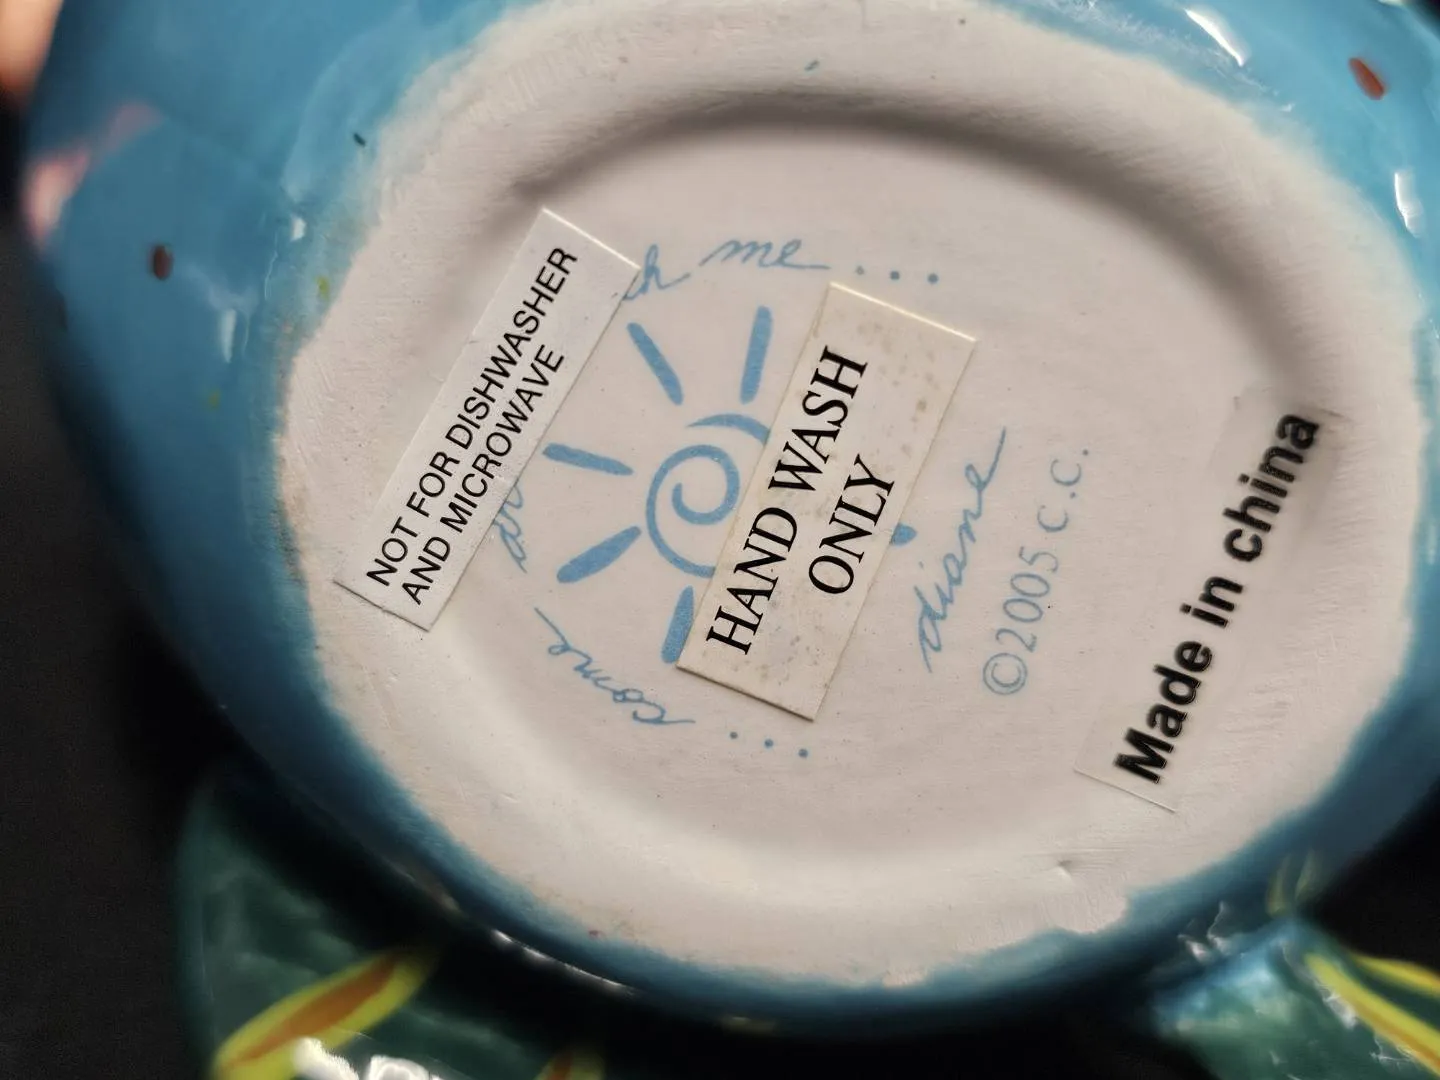 NOT FOR DISHWASHER
AND MICROWAVE
me...
HAND WASH
ONLY
come
...
diane
©2005 C.C.
Made in china